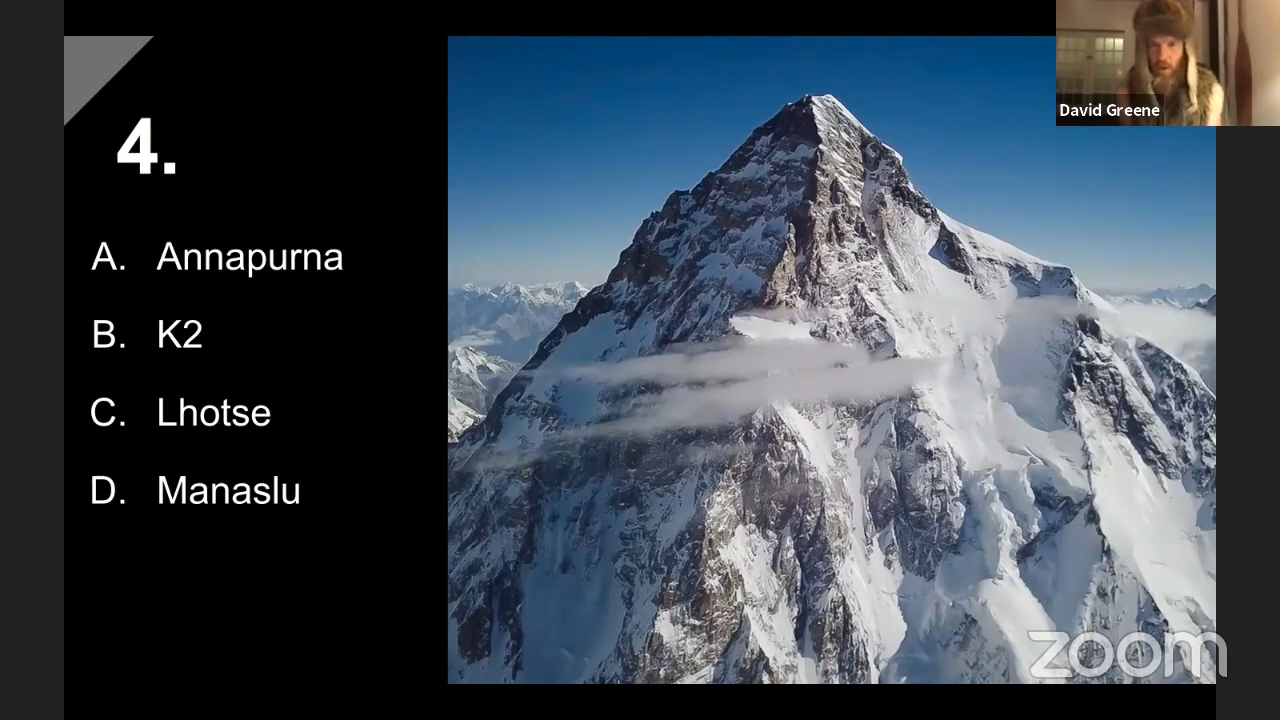 David Greene
4.
A. Annapurna
B. K2
C. Lhotse
D. Manaslu
zoom